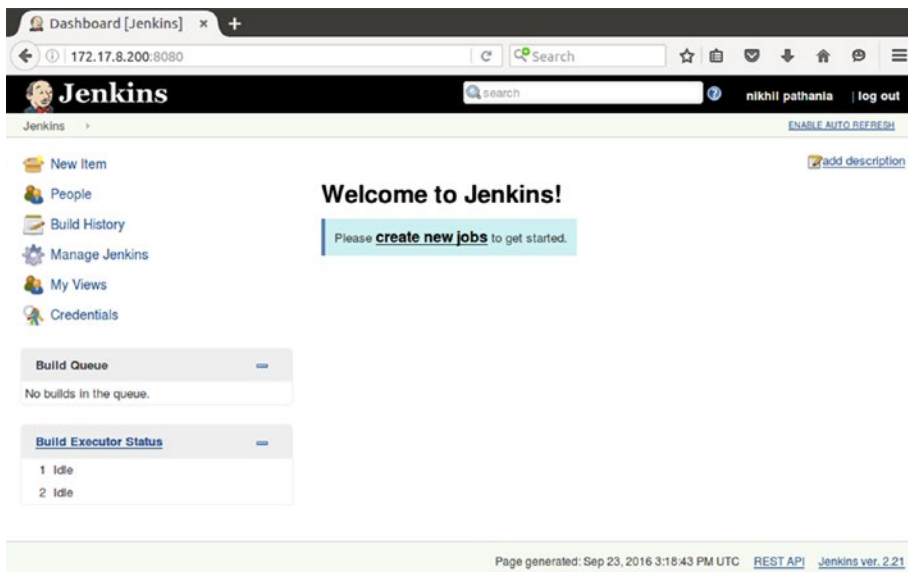 Dashboard [Jenkins] × +
172.17.8.200:8080 Search
Jenkins search nikhil pathania | log out
Jenkins ENABLE AUTO REFRESH
add description
New Item
People
Build History
Manage Jenkins
My Views
Credentials
Welcome to Jenkins!
Please create new jobs to get started.
Build Queue
No builds in the queue.
Build Executor Status
1 Idle
2 Idle
Page generated: Sep 23, 2016 3:18:43 PM UTC REST API Jenkins ver. 2.21